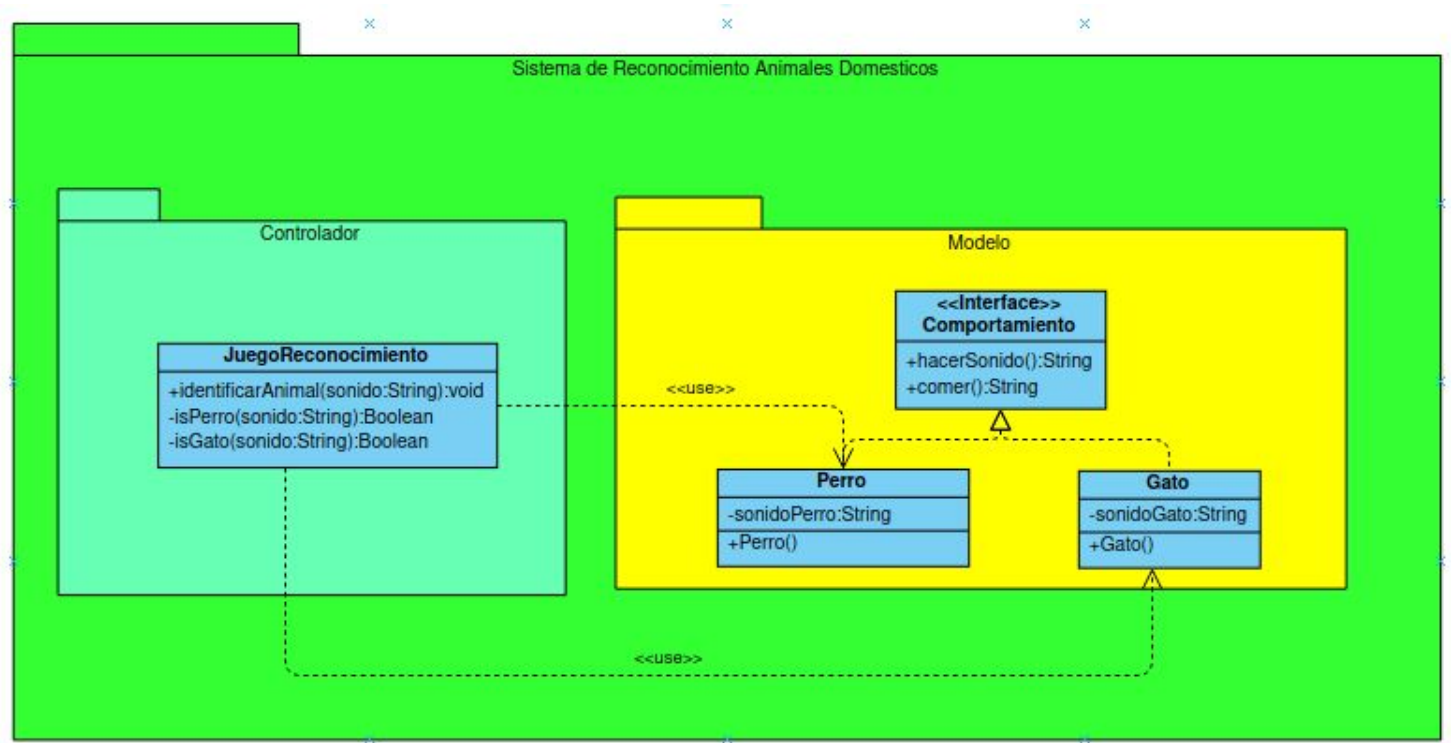 Sistema de Reconocimiento Animales Domesticos
Controlador
JuegoReconocimiento
+identificarAnimal(sonido:String):void
-isPerro(sonido:String):Boolean
-isGato(sonido:String):Boolean
<<use>>
Modelo
<<Interface>>
Comportamiento
+hacerSonido():String
+comer():String
Perro
-sonidoPerro:String
+Perro()
Gato
-sonidoGato:String
+Gato()
<<use>>